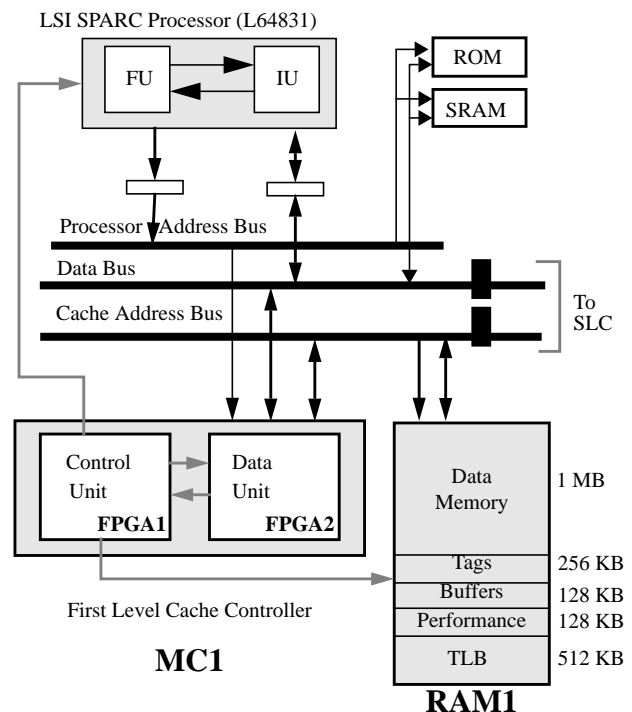 LSI SPARC Processor (L64831)
FU
IU
ROM
SRAM
Processor Address Bus
Data Bus
Cache Address Bus
To
SLC
Control
Unit
FPGA1
Data
Unit
FPGA2
Data
Memory
1 MB
Tags
256 KB
Buffers
128 KB
Performance
128 KB
TLB
512 KB
First Level Cache Controller
MC1
RAM1